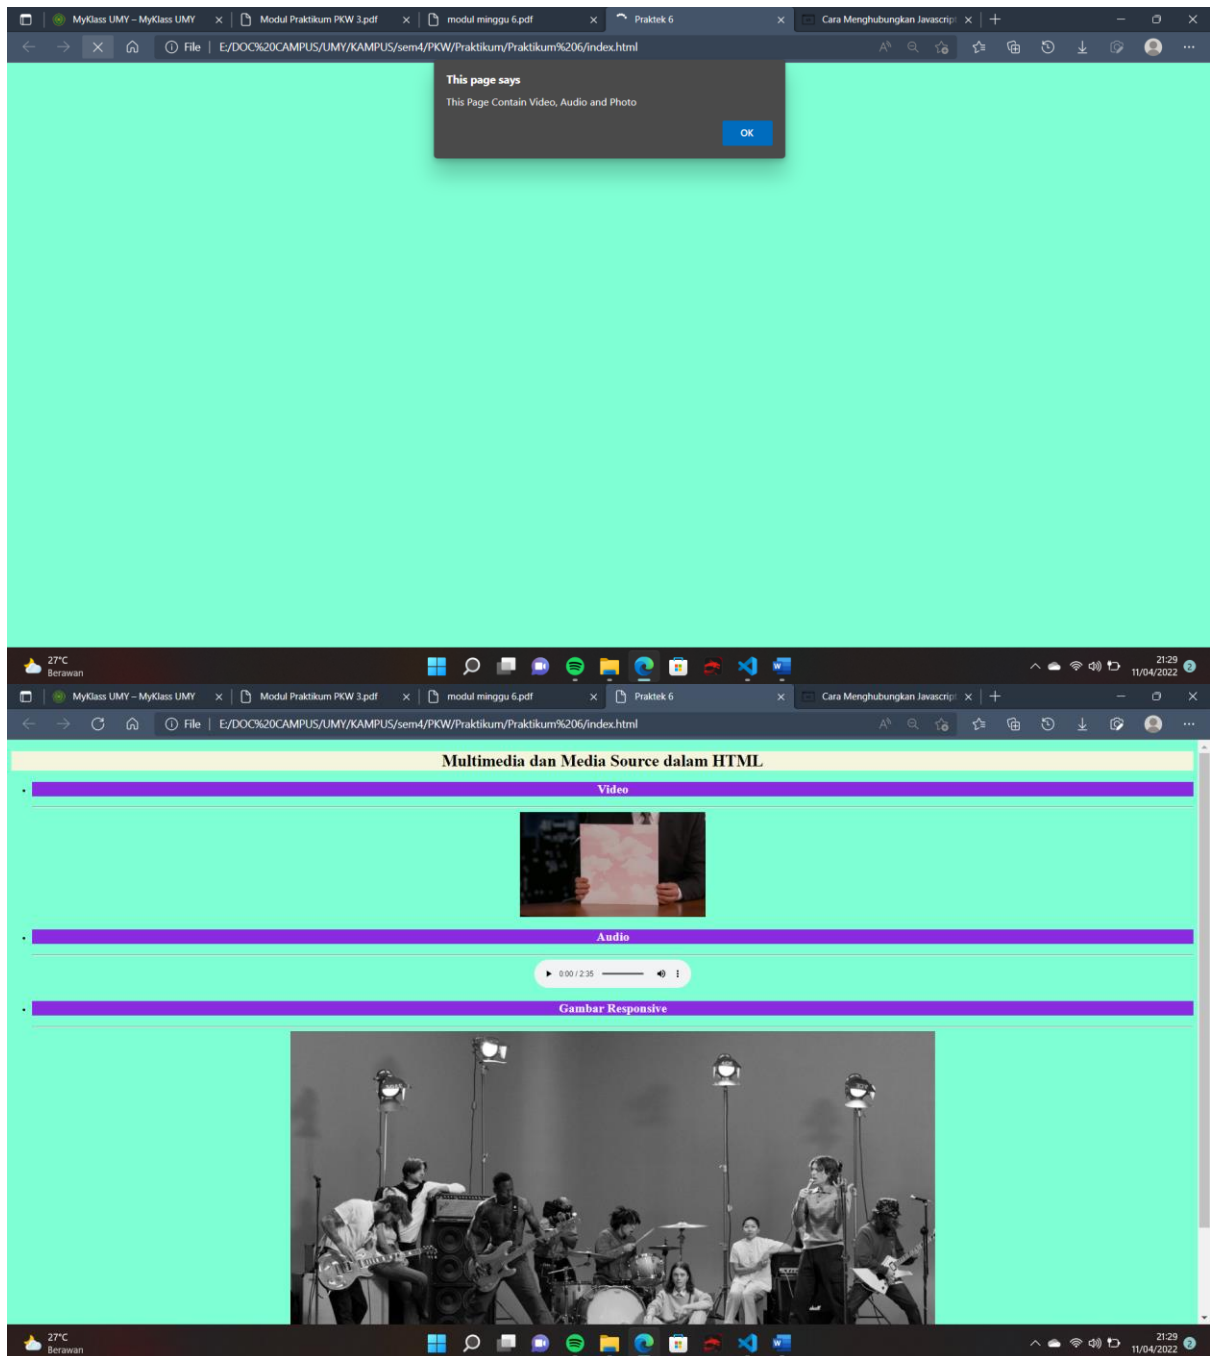 MyKlass UMY – MyKlass UMY
Modul Praktikum PKW 3.pdf
modul minggu 6.pdf
Praktek 6
Cara Menghubungkan Javascrip
File
E:/DOC%20CAMPUS/UMY/KAMPUS/sem4/PKW/Praktikum/Praktikum%206/index.html
This page says
This Page Contain Video, Audio and Photo
OK
27°C
Berawan
21:29
11/04/2022
2
MyKlass UMY – MyKlass UMY
Modul Praktikum PKW 3.pdf
modul minggu 6.pdf
Praktek 6
Cara Menghubungkan Javascrip
File
E:/DOC%20CAMPUS/UMY/KAMPUS/sem4/PKW/Praktikum/Praktikum%206/index.html
Multimedia dan Media Source dalam HTML
Video
Audio
0:00 / 2:35
Gambar Responsive
27°C
Berawan
21:29
11/04/2022
2